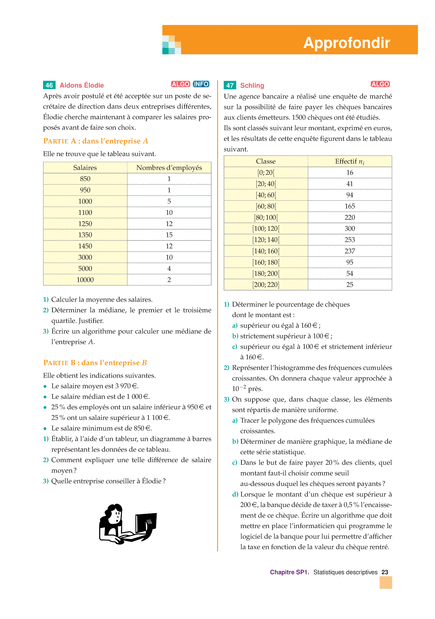 Approfondir
46 Aidons Élodie ALGO INFO
Après avoir postulé et été acceptée sur un poste de se-
crétaire de direction dans deux entreprises différentes,
Élodie cherche maintenant à comparer les salaires pro-
posés avant de faire son choix.
PARTIE A : dans l'entreprise A
Elle ne trouve que le tableau suivant.
Salaires Nombres d'employés
850 1
950 1
1000 5
1100 10
1250 12
1350 15
1450 12
3000 10
5000 4
10000 2
1) Calculer la moyenne des salaires.
2) Déterminer la médiane, le premier et le troisième
quartile. Justifier.
3) Écrire un algorithme pour calculer une médiane de
l'entreprise A.
PARTIE B : dans l'entreprise B
Elle obtient les indications suivantes.
• Le salaire moyen est 3 970 €.
• Le salaire médian est de 1 000 €.
• 25 % des employés ont un salaire inférieur à 950 € et
25 % ont un salaire supérieur à 1 100 €.
• Le salaire minimum est de 850 €.
1) Établir, à l'aide d'un tableur, un diagramme à barres
représentant les données de ce tableau.
2) Comment expliquer une telle différence de salaire
moyen ?
3) Quelle entreprise conseiller à Élodie ?
47 Schling ALGO
Une agence bancaire a réalisé une enquête de marché
sur la possibilité de faire payer les chèques bancaires
aux clients émetteurs. 1500 chèques ont été étudiés.
Ils sont classés suivant leur montant, exprimé en euros,
et les résultats de cette enquête figurent dans le tableau
suivant.
Classe Effectif nᵢ
[0; 20[ 16
[20; 40[ 41
[40; 60[ 94
[60; 80[ 165
[80; 100[ 220
[100; 120[ 300
[120; 140[ 253
[140; 160[ 237
[160; 180[ 95
[180; 200[ 54
[200; 220[ 25
1) Déterminer le pourcentage de chèques
dont le montant est :
a) supérieur ou égal à 160 € ;
b) strictement supérieur à 100 € ;
c) supérieur ou égal à 100 € et strictement inférieur
à 160 €.
2) Représenter l'histogramme des fréquences cumulées
croissantes. On donnera chaque valeur approchée à
10⁻² près.
3) On suppose que, dans chaque classe, les éléments
sont répartis de manière uniforme.
a) Tracer le polygone des fréquences cumulées
croissantes.
b) Déterminer de manière graphique, la médiane de
cette série statistique.
c) Dans le but de faire payer 20 % des clients, quel
montant faut-il choisir comme seuil
au-dessous duquel les chèques seront payants ?
d) Lorsque le montant d'un chèque est supérieur à
200 €, la banque décide de taxer à 0,5 % l'encaisse-
ment de ce chèque. Écrire un algorithme que doit
mettre en place l'informaticien qui programme le
logiciel de la banque pour lui permettre d'afficher
la taxe en fonction de la valeur du chèque rentré.
Chapitre SP1. Statistiques descriptives 23